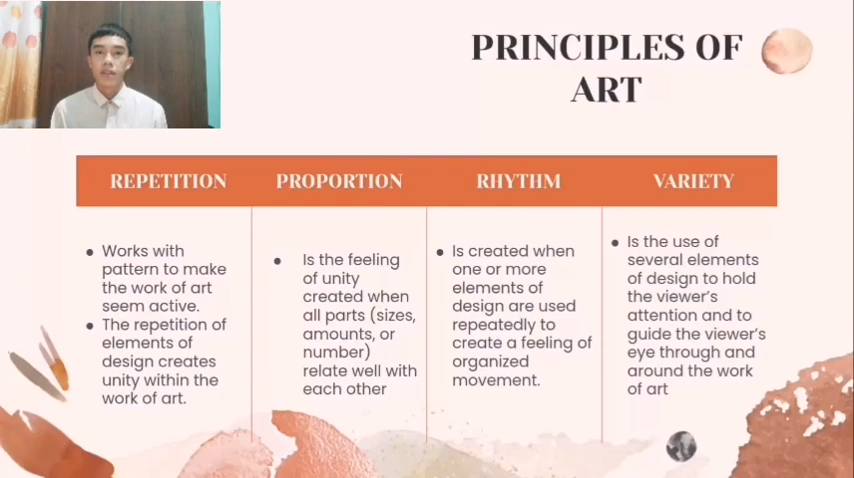 PRINCIPLES OF
ART
REPETITION
PROPORTION
RHYTHM
VARIETY
● Works with
pattern to make
the work of art
seem active.
● The repetition of
elements of
design creates
unity within the
work of art.
● Is the feeling
of unity
created when
all parts (sizes,
amounts, or
number)
relate well with
each other
● Is created when
one or more
elements of
design are used
repeatedly to
create a feeling of
organized
movement.
● Is the use of
several elements
of design to hold
the viewer’s
attention and to
guide the viewer’s
eye through and
around the work
of art